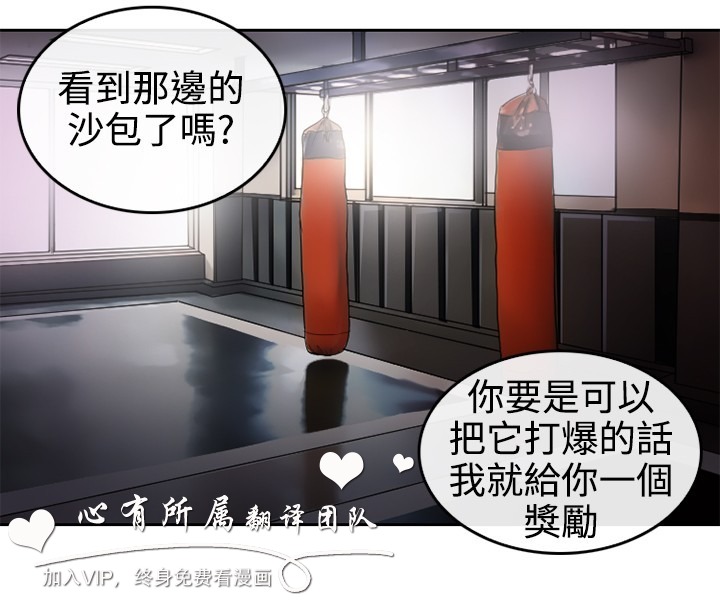 看到那邊的
沙包了嗎?
你要是可以
把它打爆的話
我就給你一個
獎勵
心有所属翻译团队
加入VIP，终身免费看漫画